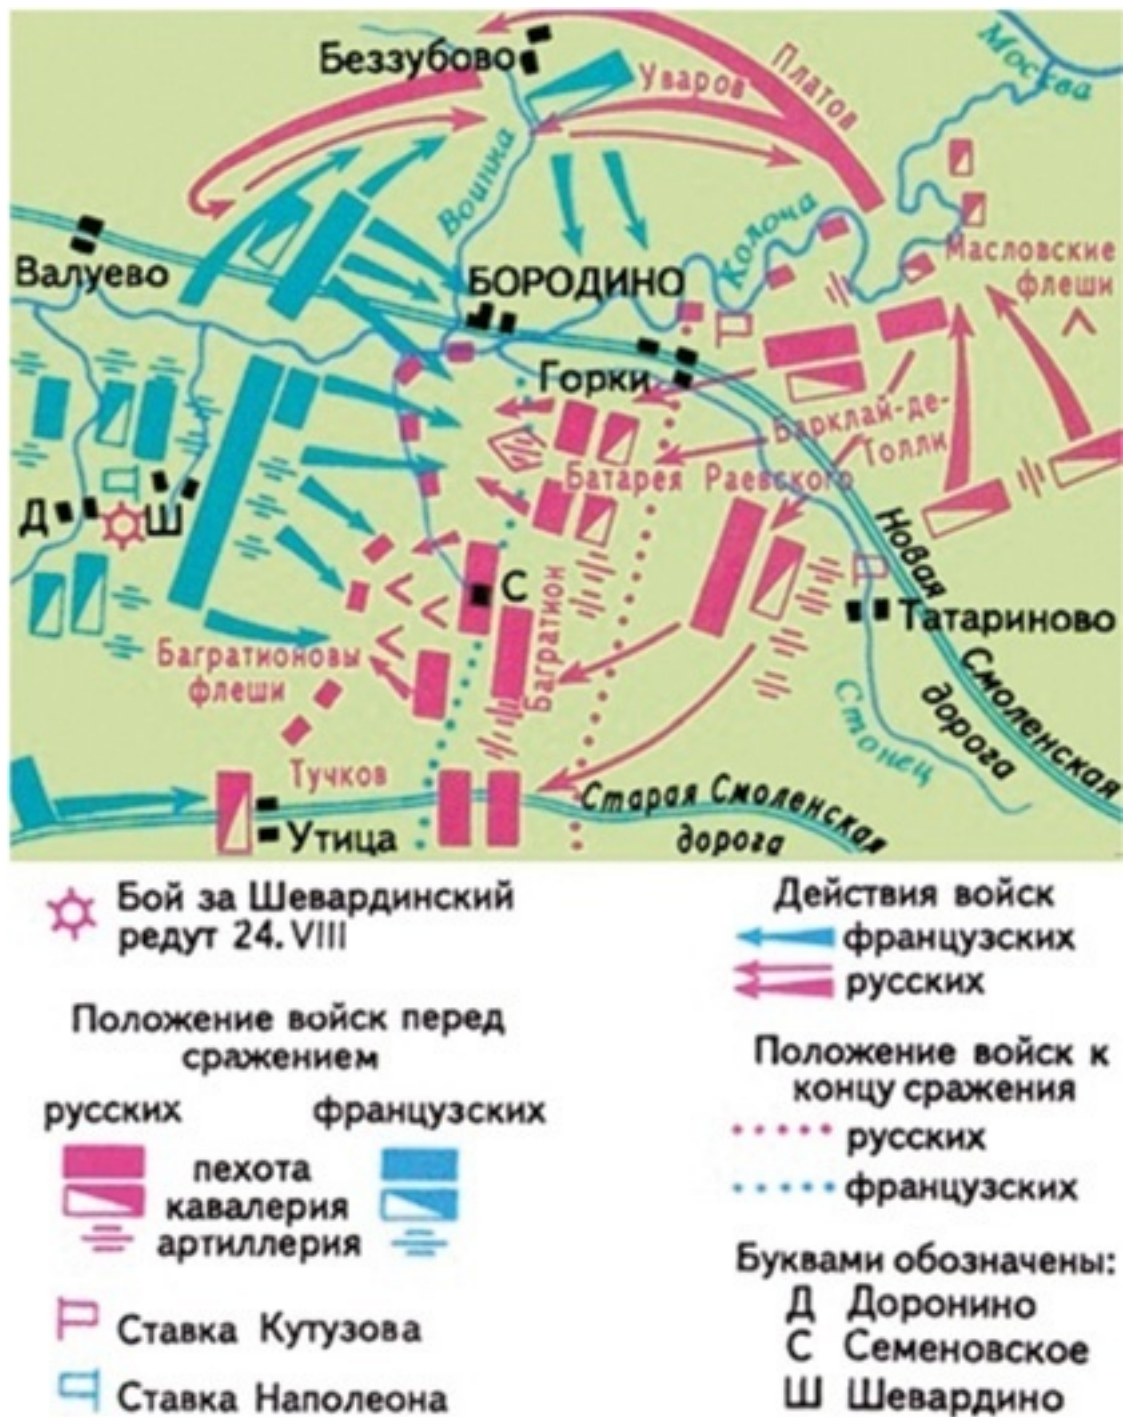 Беззубово
Уваров
Платов
Москва
Воинка
Колоча
Масловские
флеши
Валуево
БОРОДИНО
Горки
Барклай-де-
Толли
Батарея Раевского
Д
Ш
С
Новая
Смоленская
дорога
Татариново
Стонец
Багратион
Багратионовы
флеши
Тучков
Утица
Старая Смоленская
дорога
Бой за Шевардинский
редут 24.VIII
Положение войск перед
сражением
русских французских
пехота
кавалерия
артиллерия
Ставка Кутузова
Ставка Наполеона
Действия войск
французских
русских
Положение войск к
концу сражения
русских
французских
Буквами обозначены:
Д Доронино
С Семеновское
Ш Шевардино